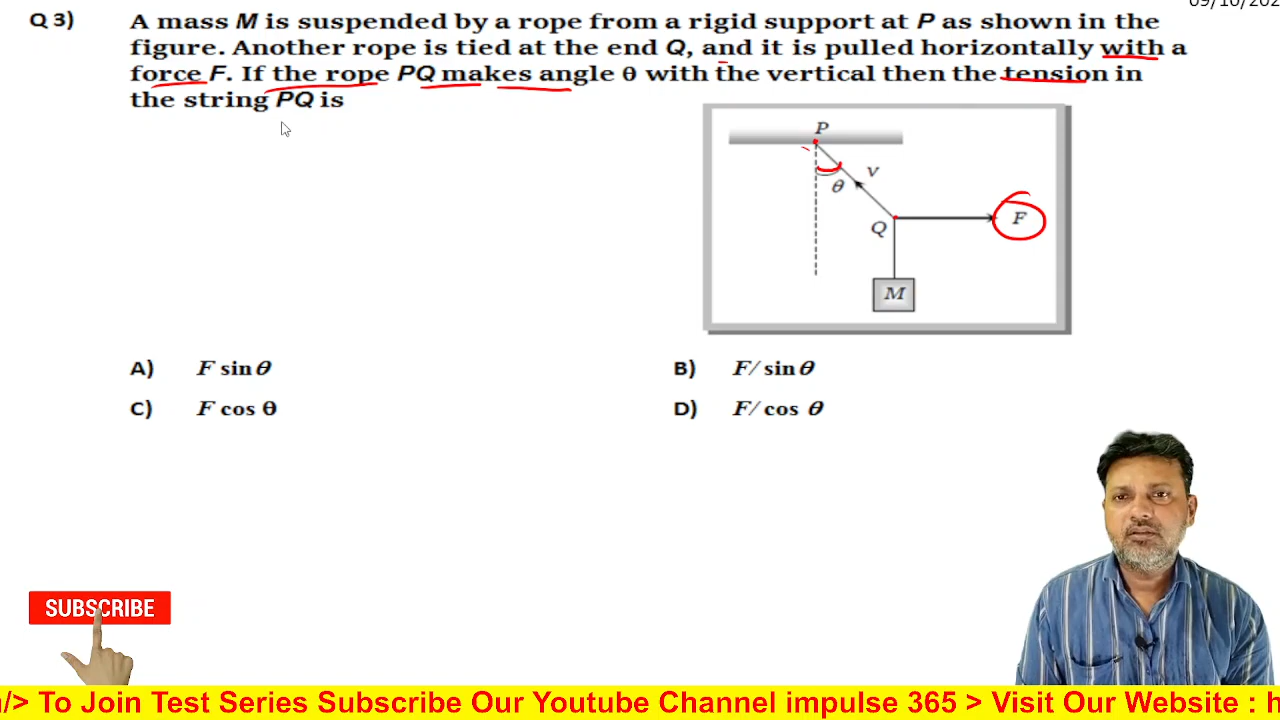 09/10/202
Q 3) A mass M is suspended by a rope from a rigid support at P as shown in the
figure. Another rope is tied at the end Q, and it is pulled horizontally with a
force F. If the rope PQ makes angle θ with the vertical then the tension in
the string PQ is
P
v
θ
F
Q
M
A) F sin θ
B) F/ sin θ
C) F cos θ
D) F/ cos θ
SUBSCRIBE
/> To Join Test Series Subscribe Our Youtube Channel impulse 365 > Visit Our Website : h